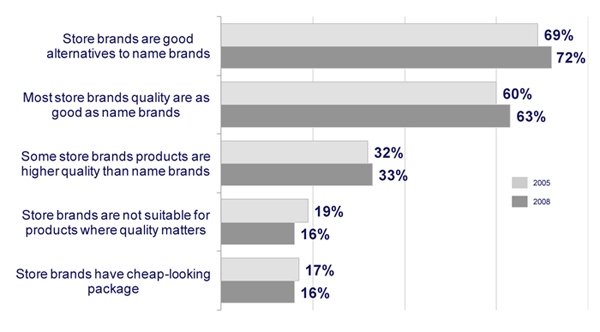 Store brands are good
alternatives to name brands
69%
72%
Most store brands quality are as
good as name brands
60%
63%
Some store brands products are
higher quality than name brands
32%
33%
2005
2008
Store brands are not suitable for
products where quality matters
19%
16%
Store brands have cheap-looking
package
17%
16%